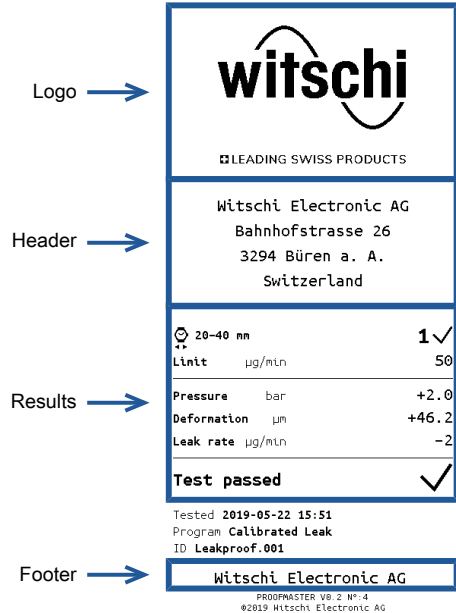 Logo
witschi
LEADING SWISS PRODUCTS
Header
Witschi Electronic AG
Bahnhofstrasse 26
3294 Büren a. A.
Switzerland
Results
20-40 mm 1✓
Limit µg/min 50
Pressure bar +2.0
Deformation µm +46.2
Leak rate µg/min -2
Test passed ✓
Tested 2019-05-22 15:51
Program Calibrated Leak
ID Leakproof.001
Footer
Witschi Electronic AG
PROOFMASTER V0.2 N°:4
©2019 Witschi Electronic AG